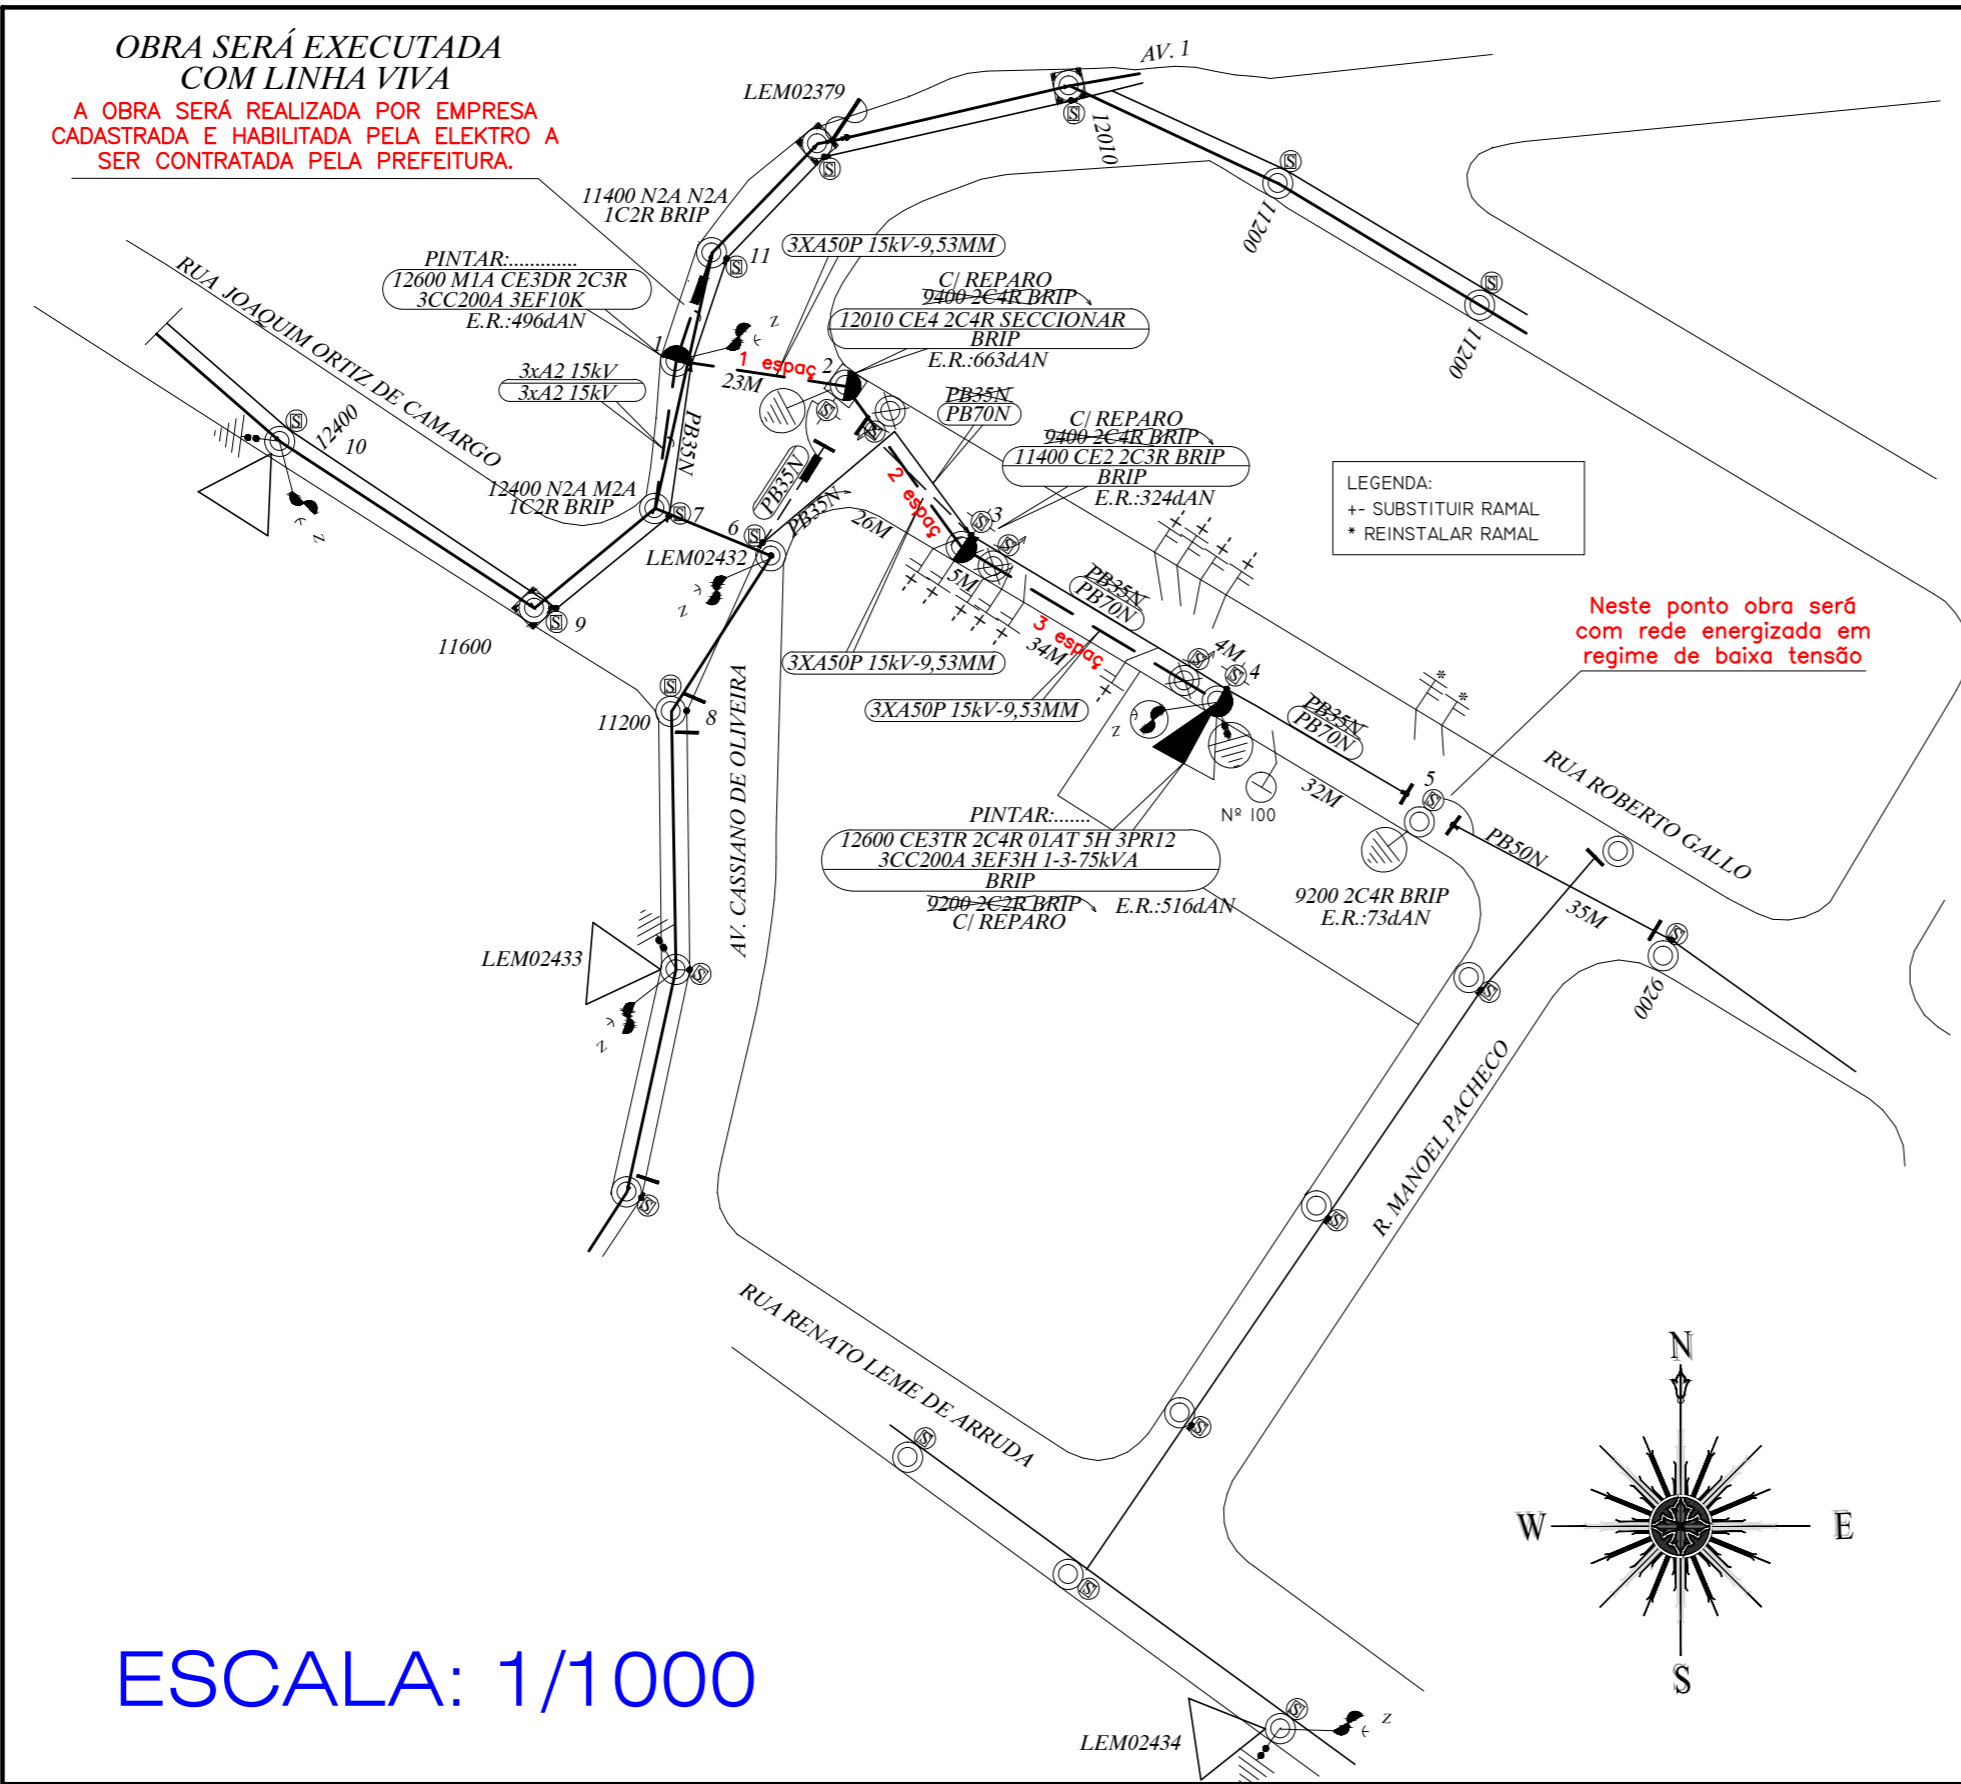 OBRA SERÁ EXECUTADA
COM LINHA VIVA
A OBRA SERÁ REALIZADA POR EMPRESA
CADASTRADA E HABILITADA PELA ELEKTRO A
SER CONTRATADA PELA PREFEITURA.
AV. 1
LEM02379
12010
11200
11200
11400 N2A N2A
1C2R BRIP
11
3XA50P 15kV-9,53MM
PINTAR:.............
12600 M1A CE3DR 2C3R
3CC200A 3EF10K
E.R.:496dAN
C/ REPARO
9400 2C4R BRIP
12010 CE4 2C4R SECCIONAR
BRIP
E.R.:663dAN
RUA JOAQUIM ORTIZ DE CAMARGO
1
Z
1 espaç
2
23M
3xA2 15kV
3xA2 15kV
PB35N
PB35N
PB70N
C/ REPARO
9400 2C4R BRIP
11400 CE2 2C3R BRIP
BRIP
E.R.:324dAN
12400
10
Z
12400 N2A M2A
1C2R BRIP
7
6
PB35N
PB35N
2 espaç
26M
3
5M
LEGENDA:
+- SUBSTITUIR RAMAL
* REINSTALAR RAMAL
LEM02432
Z
9
11600
PB35N
PB70N
3 espaç
34M
4M
4
Neste ponto obra será
com rede energizada em
regime de baixa tensão
3XA50P 15kV-9,53MM
3XA50P 15kV-9,53MM
11200
8
Z
PB35N
PB70N
AV. CASSIANO DE OLIVEIRA
32M
5
Nº 100
RUA ROBERTO GALLO
PB50N
35M
PINTAR:.......
12600 CE3TR 2C4R 01AT 5H 3PR12
3CC200A 3EF3H 1-3-75kVA
BRIP
9200 2C2R BRIP
C/ REPARO
E.R.:516dAN
9200 2C4R BRIP
E.R.:73dAN
9200
LEM02433
Z
R. MANOEL PACHECO
RUA RENATO LEME DE ARRUDA
N
W
E
S
ESCALA: 1/1000
LEM02434
Z